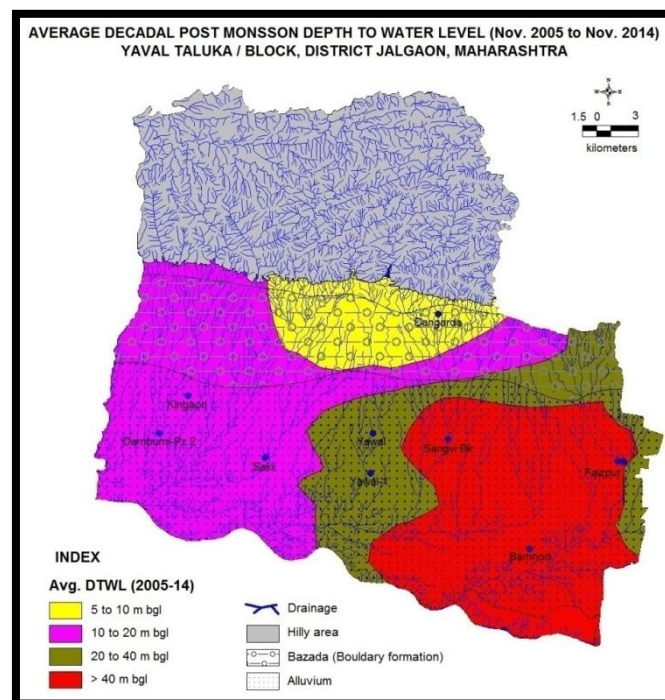 AVERAGE DECADAL POST MONSSON DEPTH TO WATER LEVEL (Nov. 2005 to Nov. 2014)
YAVAL TALUKA / BLOCK, DISTRICT JALGAON, MAHARASHTRA
N
W E
S
1.5 0 3
kilometers
Dangarda
Kingaon
Damburni-Pz 2
Sakli
Yawal
Yawal-1
Sangvi Bk
Faizpur
Bamnod
INDEX
Avg. DTWL (2005-14)
5 to 10 m bgl
10 to 20 m bgl
20 to 40 m bgl
> 40 m bgl
Drainage
Hilly area
Bazada (Bouldary formation)
Alluvium